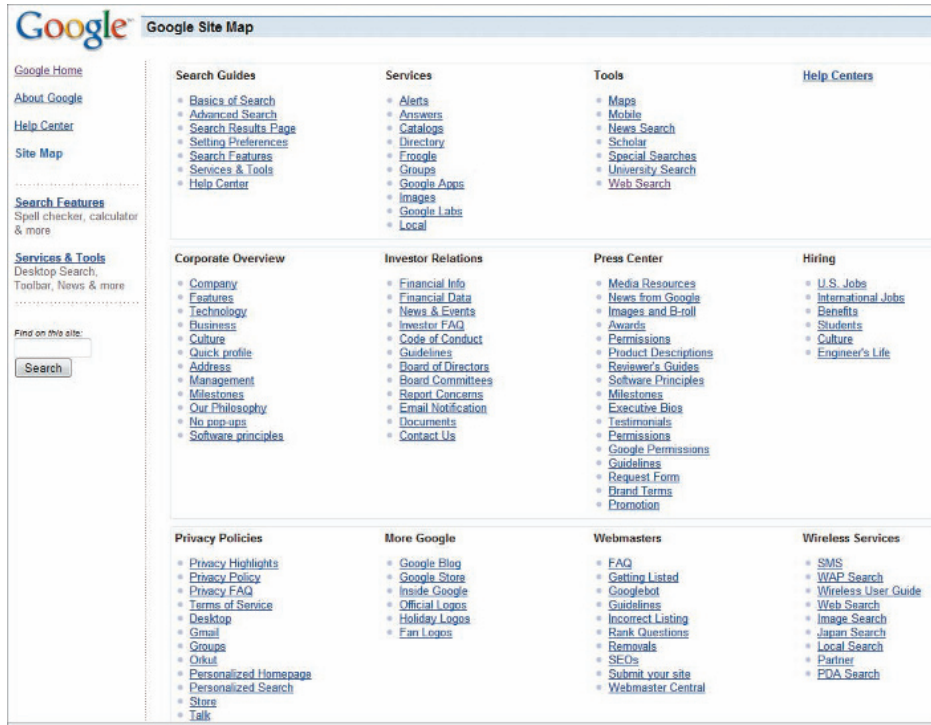 Google™ Google Site Map
Google Home
About Google
Help Center
Site Map
Search Features
Spell checker, calculator
& more
Services & Tools
Desktop Search,
Toolbar, News & more
Find on this site:
Search
Search Guides
Basics of Search
Advanced Search
Search Results Page
Setting Preferences
Search Features
Services & Tools
Help Center
Services
Alerts
Answers
Catalogs
Directory
Froogle
Groups
Google Apps
Images
Google Labs
Local
Tools
Maps
Mobile
News Search
Scholar
Special Searches
University Search
Web Search
Help Centers
Corporate Overview
Company
Features
Technology
Business
Culture
Quick profile
Address
Management
Milestones
Our Philosophy
No pop-ups
Software principles
Investor Relations
Financial Info
Financial Data
News & Events
Investor FAQ
Code of Conduct
Guidelines
Board of Directors
Board Committees
Report Concerns
Email Notification
Documents
Contact Us
Press Center
Media Resources
News from Google
Images and B-roll
Awards
Permissions
Product Descriptions
Reviewer's Guides
Software Principles
Milestones
Executive Bios
Testimonials
Permissions
Google Permissions
Guidelines
Request Form
Brand Terms
Promotion
Hiring
U.S. Jobs
International Jobs
Benefits
Students
Culture
Engineer's Life
Privacy Policies
Privacy Highlights
Privacy Policy
Privacy FAQ
Terms of Service
Desktop
Gmail
Groups
Orkut
Personalized Homepage
Personalized Search
Store
Talk
More Google
Google Blog
Google Store
Inside Google
Official Logos
Holiday Logos
Fan Logos
Webmasters
FAQ
Getting Listed
Googlebot
Guidelines
Incorrect Listing
Rank Questions
Removals
SEOs
Submit your site
Webmaster Central
Wireless Services
SMS
WAP Search
Wireless User Guide
Web Search
Image Search
Japan Search
Local Search
Partner
PDA Search